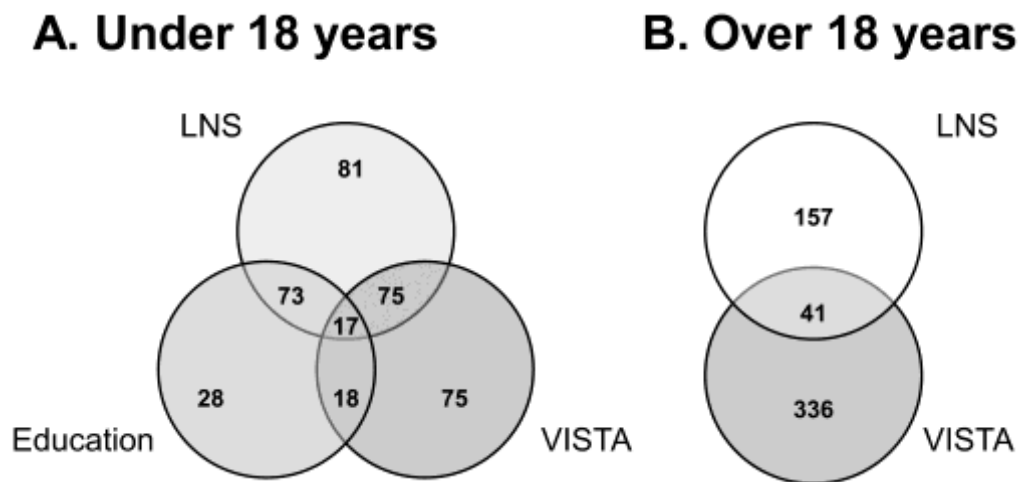 A. Under 18 years
B. Over 18 years
LNS
81
73
75
17
28
18
75
Education
VISTA
LNS
157
41
336
VISTA